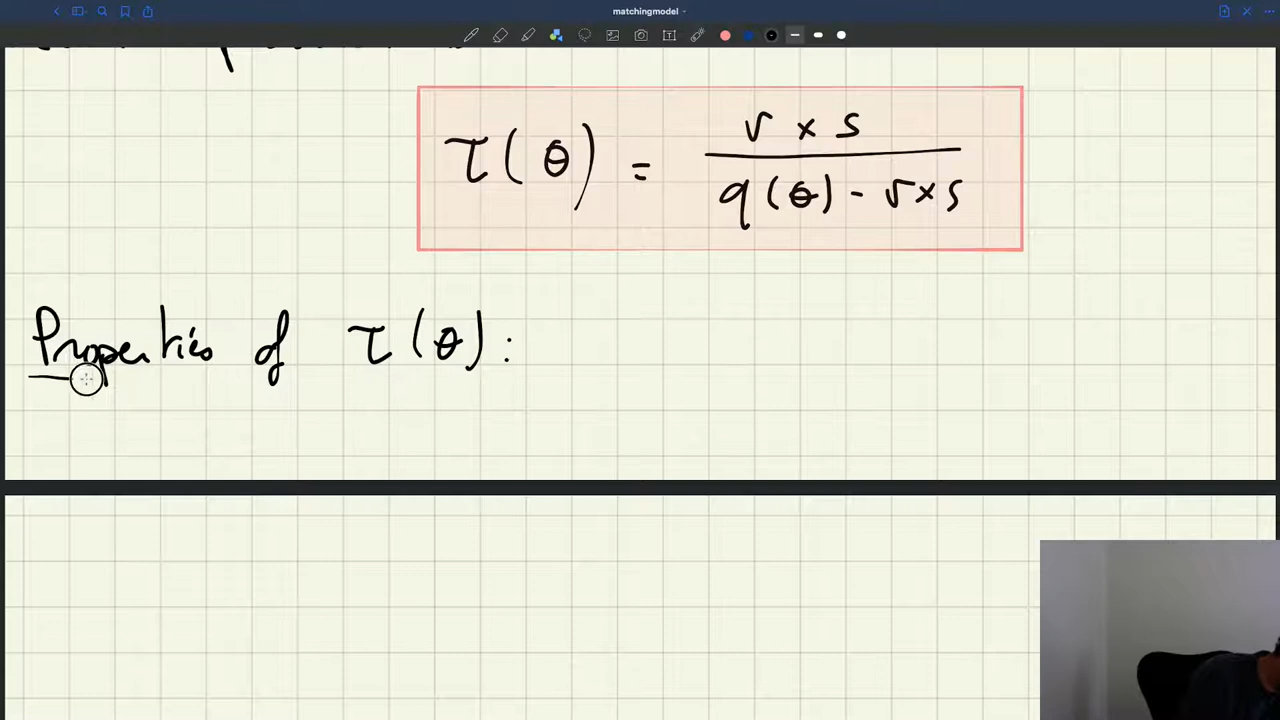 matchingmodel
τ(θ) = r × s / q(θ) - r × s
Properties of τ(θ):